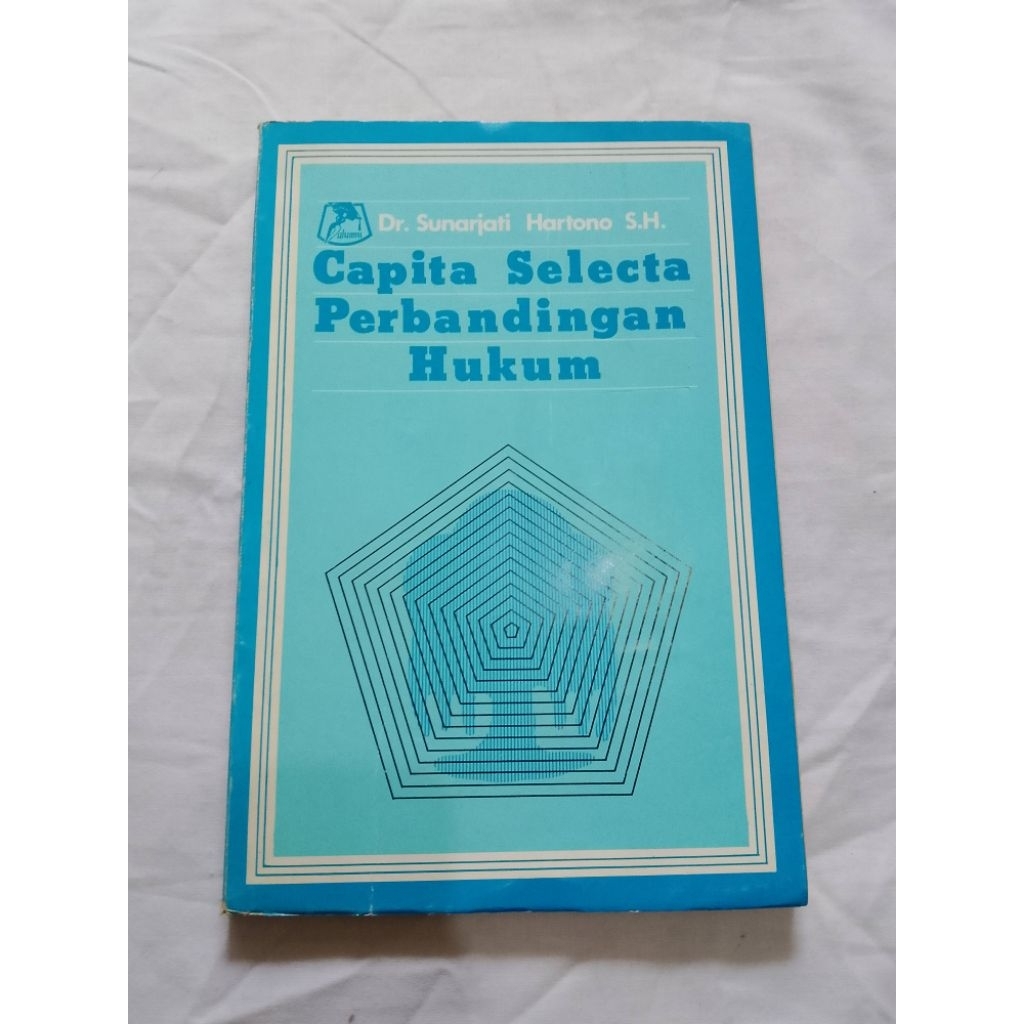 Dr. Sunarjati Hartono S.H.
Capita Selecta
Perbandingan
Hukum